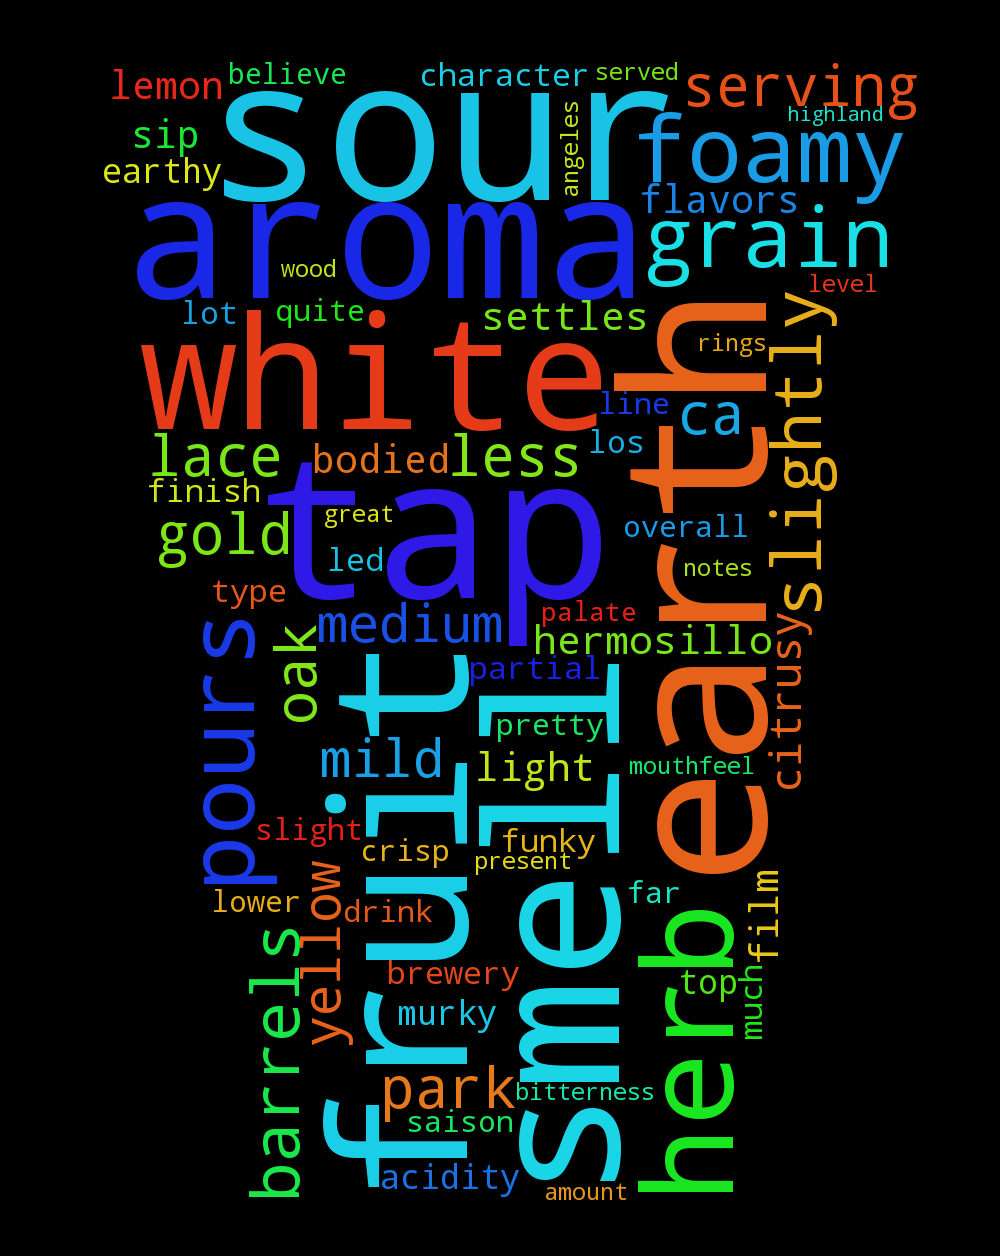 lemon
believe
character
served
serving
highland
sour
sip
foamy
earthy
angeles
flavors
aroma
grain
wood
level
lot
quite
settles
rings
white
earth
slightly
line
ca
los
lace
bodied
less
finish
tap
great
overall
gold
led
notes
type
medium
palate
hermosillo
pours
oak
fruit
smell
partial
citrusy
pretty
mild
light
mouthfeel
slight
crisp
funky
present
lower
yellow
drink
far
film
herb
barrels
brewery
top
much
murky
park
bitterness
saison
acidity
amount